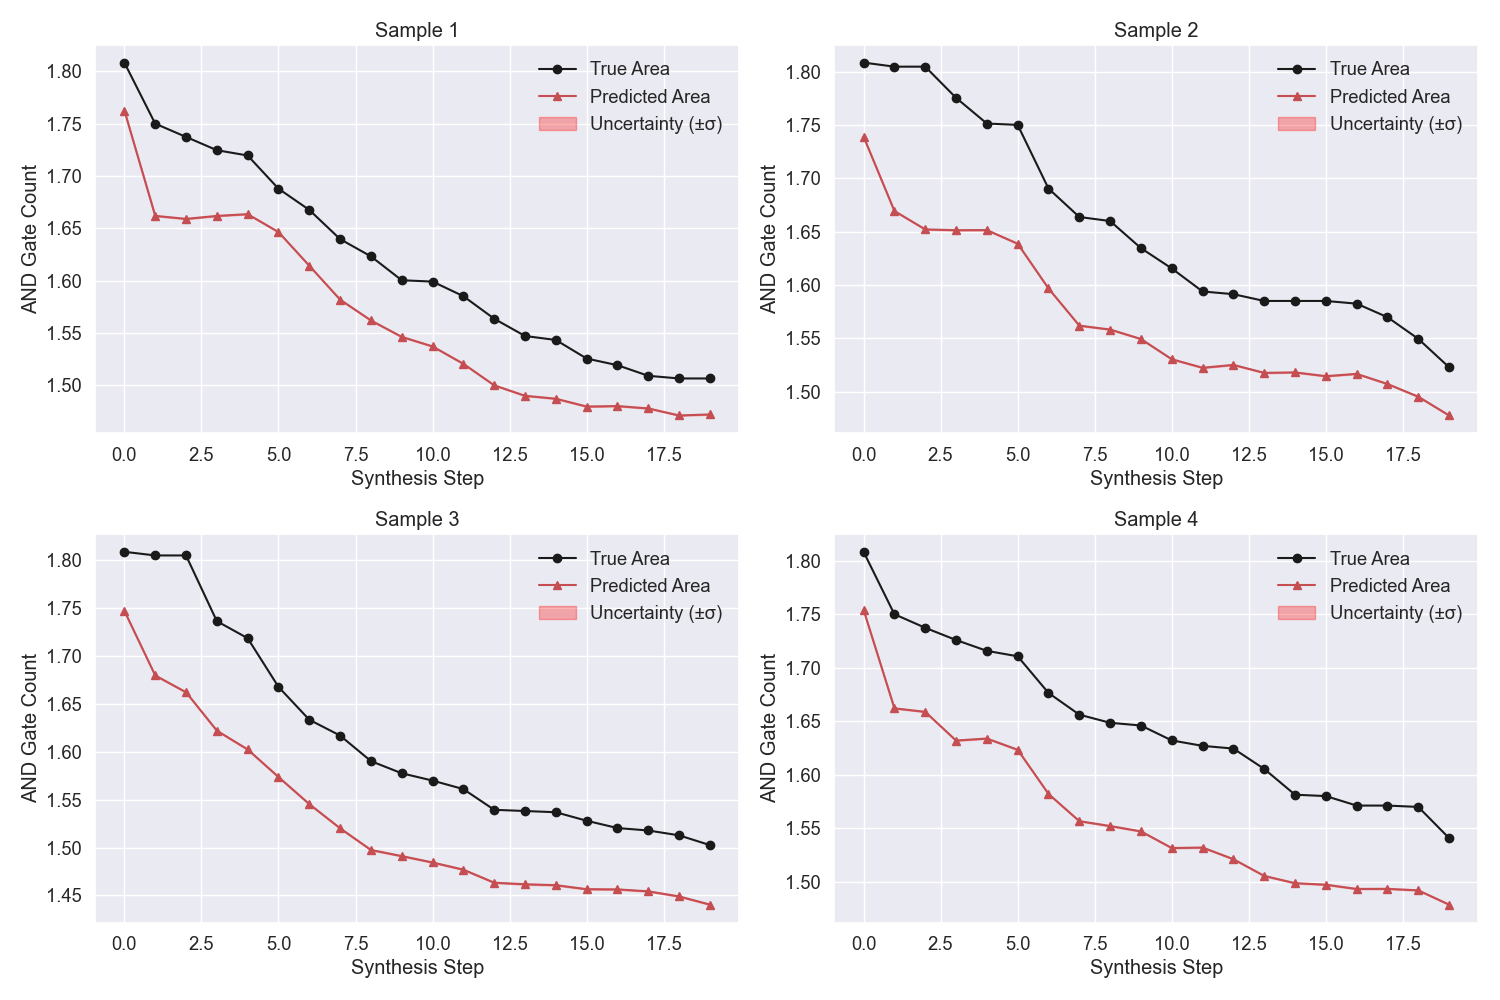 Sample 1
True Area
Predicted Area
Uncertainty (±σ)
AND Gate Count
1.80
1.75
1.70
1.65
1.60
1.55
1.50
0.0 2.5 5.0 7.5 10.0 12.5 15.0 17.5
Synthesis Step
Sample 2
True Area
Predicted Area
Uncertainty (±σ)
AND Gate Count
1.80
1.75
1.70
1.65
1.60
1.55
1.50
0.0 2.5 5.0 7.5 10.0 12.5 15.0 17.5
Synthesis Step
Sample 3
True Area
Predicted Area
Uncertainty (±σ)
AND Gate Count
1.80
1.75
1.70
1.65
1.60
1.55
1.50
1.45
0.0 2.5 5.0 7.5 10.0 12.5 15.0 17.5
Synthesis Step
Sample 4
True Area
Predicted Area
Uncertainty (±σ)
AND Gate Count
1.80
1.75
1.70
1.65
1.60
1.55
1.50
0.0 2.5 5.0 7.5 10.0 12.5 15.0 17.5
Synthesis Step